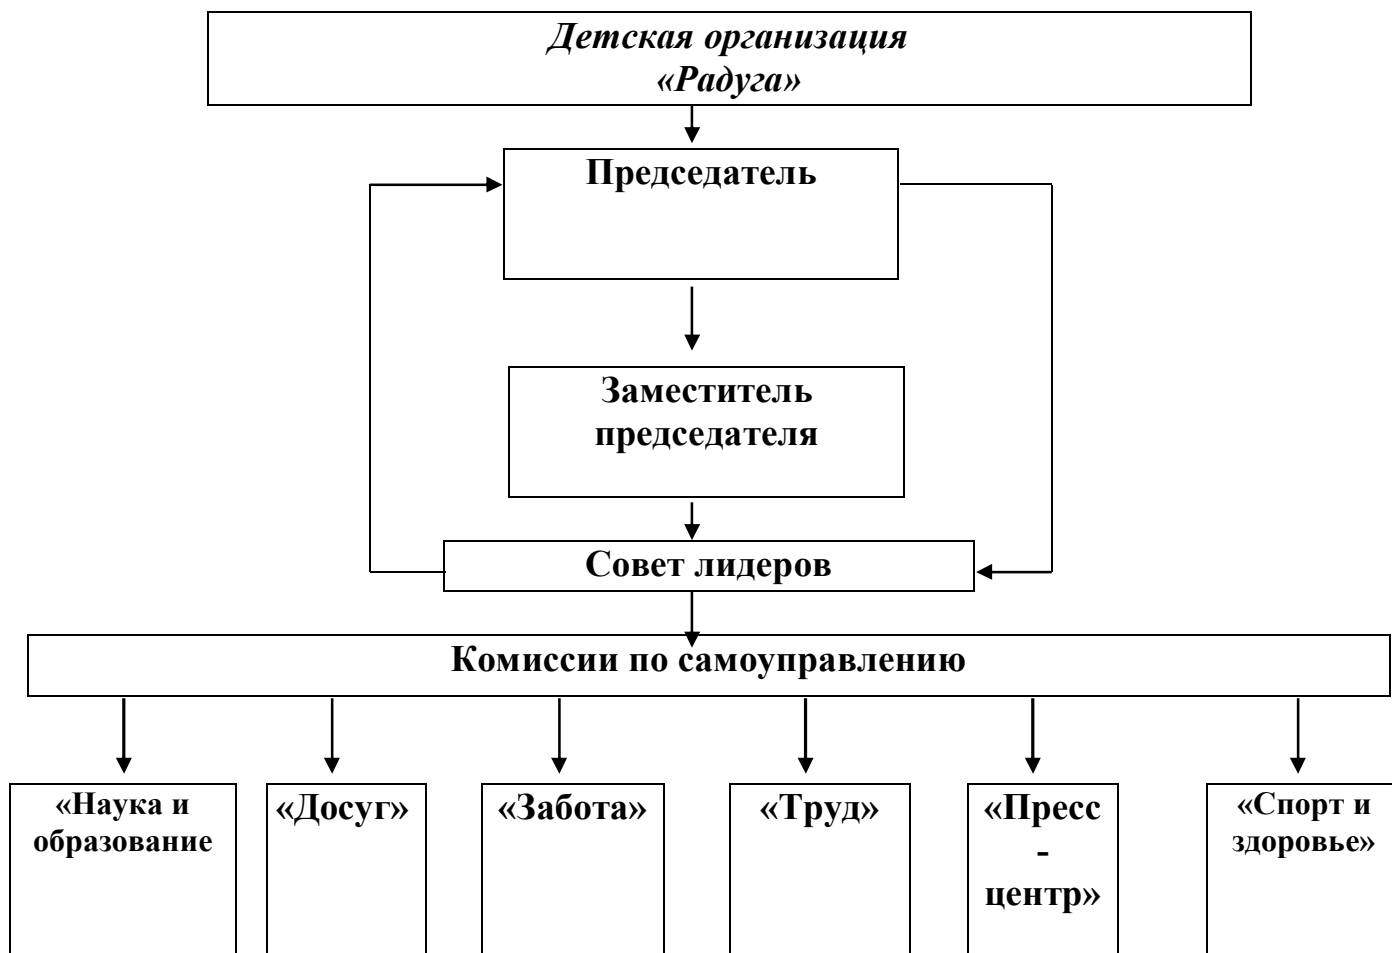 Детская организация
«Радуга»
Председатель
Заместитель
председателя
Совет лидеров
Комиссии по самоуправлению
«Наука и
образование
«Досуг»
«Забота»
«Труд»
«Пресс
-
центр»
«Спорт и
здоровье»